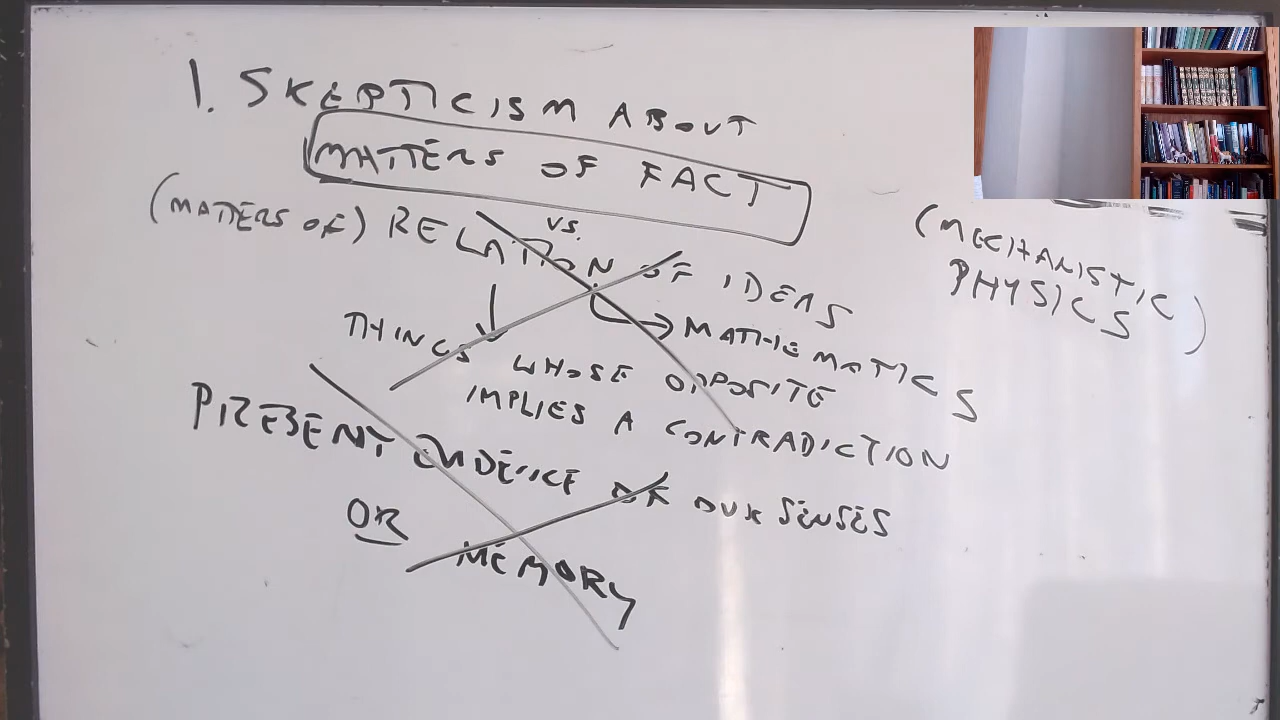 1. SKEPTICISM ABOUT
MATTERS OF FACT
VS.
(MATTERS OF) RELATION OF IDEAS
(MECHANISTIC
PHYSICS)
MATHEMATICS
THINGS WHOSE OPPOSITE
IMPLIES A CONTRADICTION
PRESENT EVIDENCE OF OUR SENSES
OR MEMORY